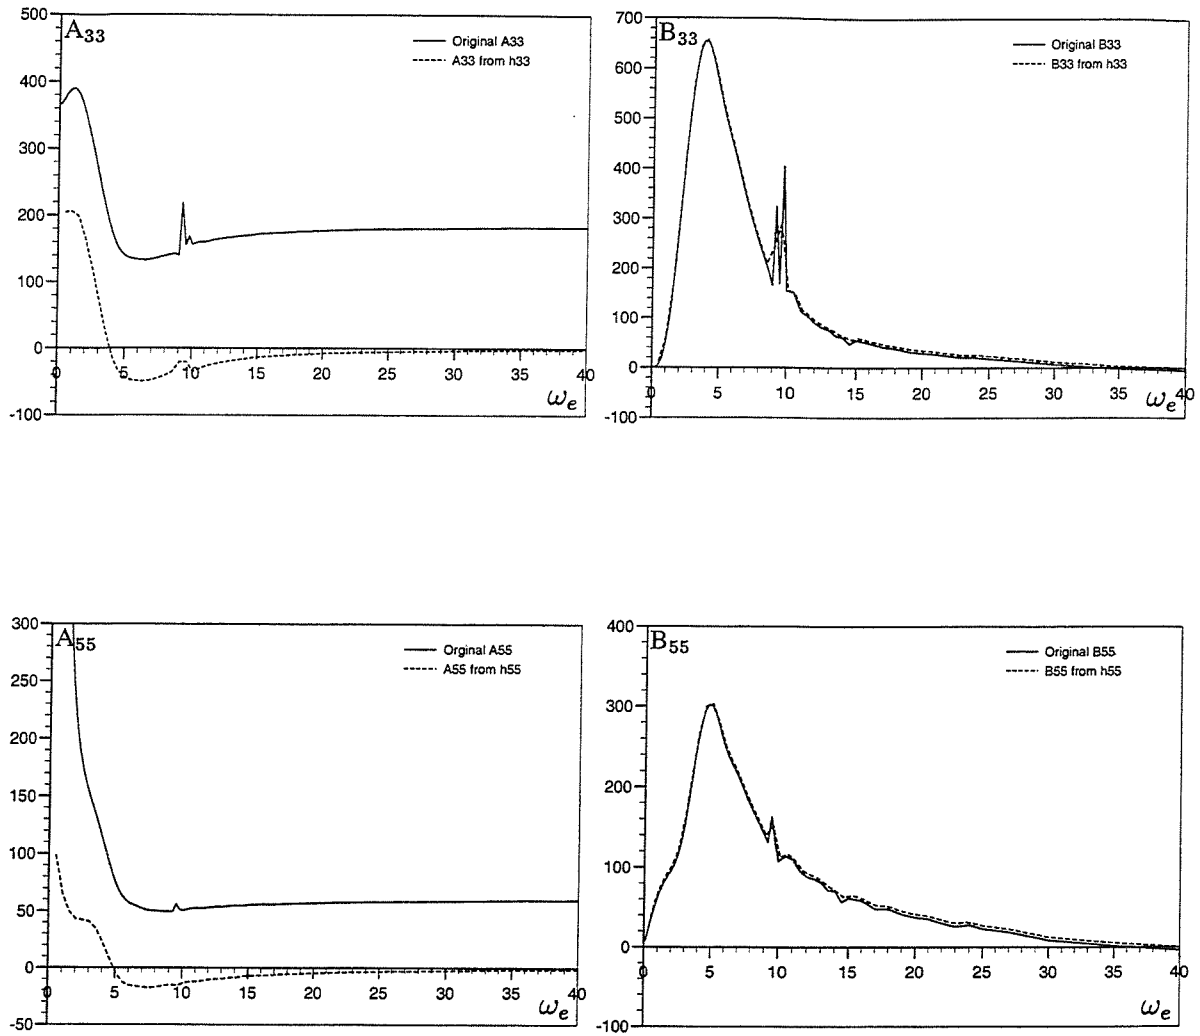 A33
Original A33
A33 from h33
500
400
300
200
100
0
-100
0 5 10 15 20 25 30 35 40
ωe
B33
Original B33
B33 from h33
700
600
500
400
300
200
100
0
-100
0 5 10 15 20 25 30 35 40
ωe
A55
Orginal A55
A55 from h55
300
250
200
150
100
50
0
-50
0 5 10 15 20 25 30 35 40
ωe
B55
Original B55
B55 from h55
400
300
200
100
0
-100
0 5 10 15 20 25 30 35 40
ωe